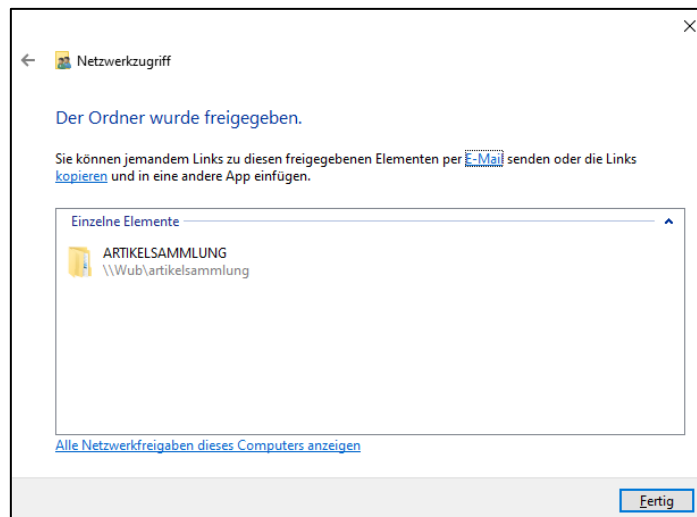 Netzwerkzugriff
Der Ordner wurde freigegeben.
Sie können jemandem Links zu diesen freigegebenen Elementen per E-Mail senden oder die Links
kopieren und in eine andere App einfügen.
Einzelne Elemente
ARTIKELSAMMLUNG
\\Wub\artikelsammlung
Alle Netzwerkfreigaben dieses Computers anzeigen
Fertig